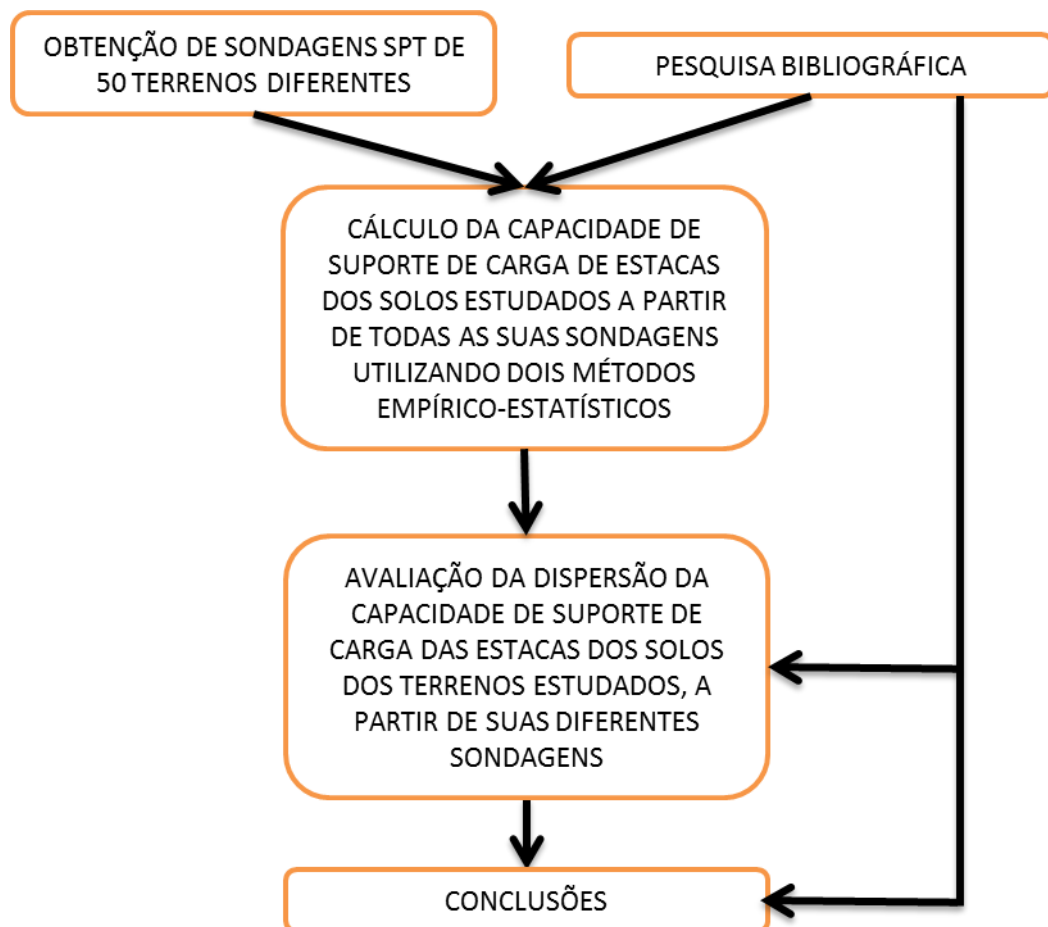 OBTENÇÃO DE SONDAGENS SPT DE
50 TERRENOS DIFERENTES
PESQUISA BIBLIOGRÁFICA
CÁLCULO DA CAPACIDADE DE
SUPORTE DE CARGA DE ESTACAS
DOS SOLOS ESTUDADOS A PARTIR
DE TODAS AS SUAS SONDAGENS
UTILIZANDO DOIS MÉTODOS
EMPÍRICO-ESTATÍSTICOS
AVALIAÇÃO DA DISPERSÃO DA
CAPACIDADE DE SUPORTE DE
CARGA DAS ESTACAS DOS SOLOS
DOS TERRENOS ESTUDADOS, A
PARTIR DE SUAS DIFERENTES
SONDAGENS
CONCLUSÕES